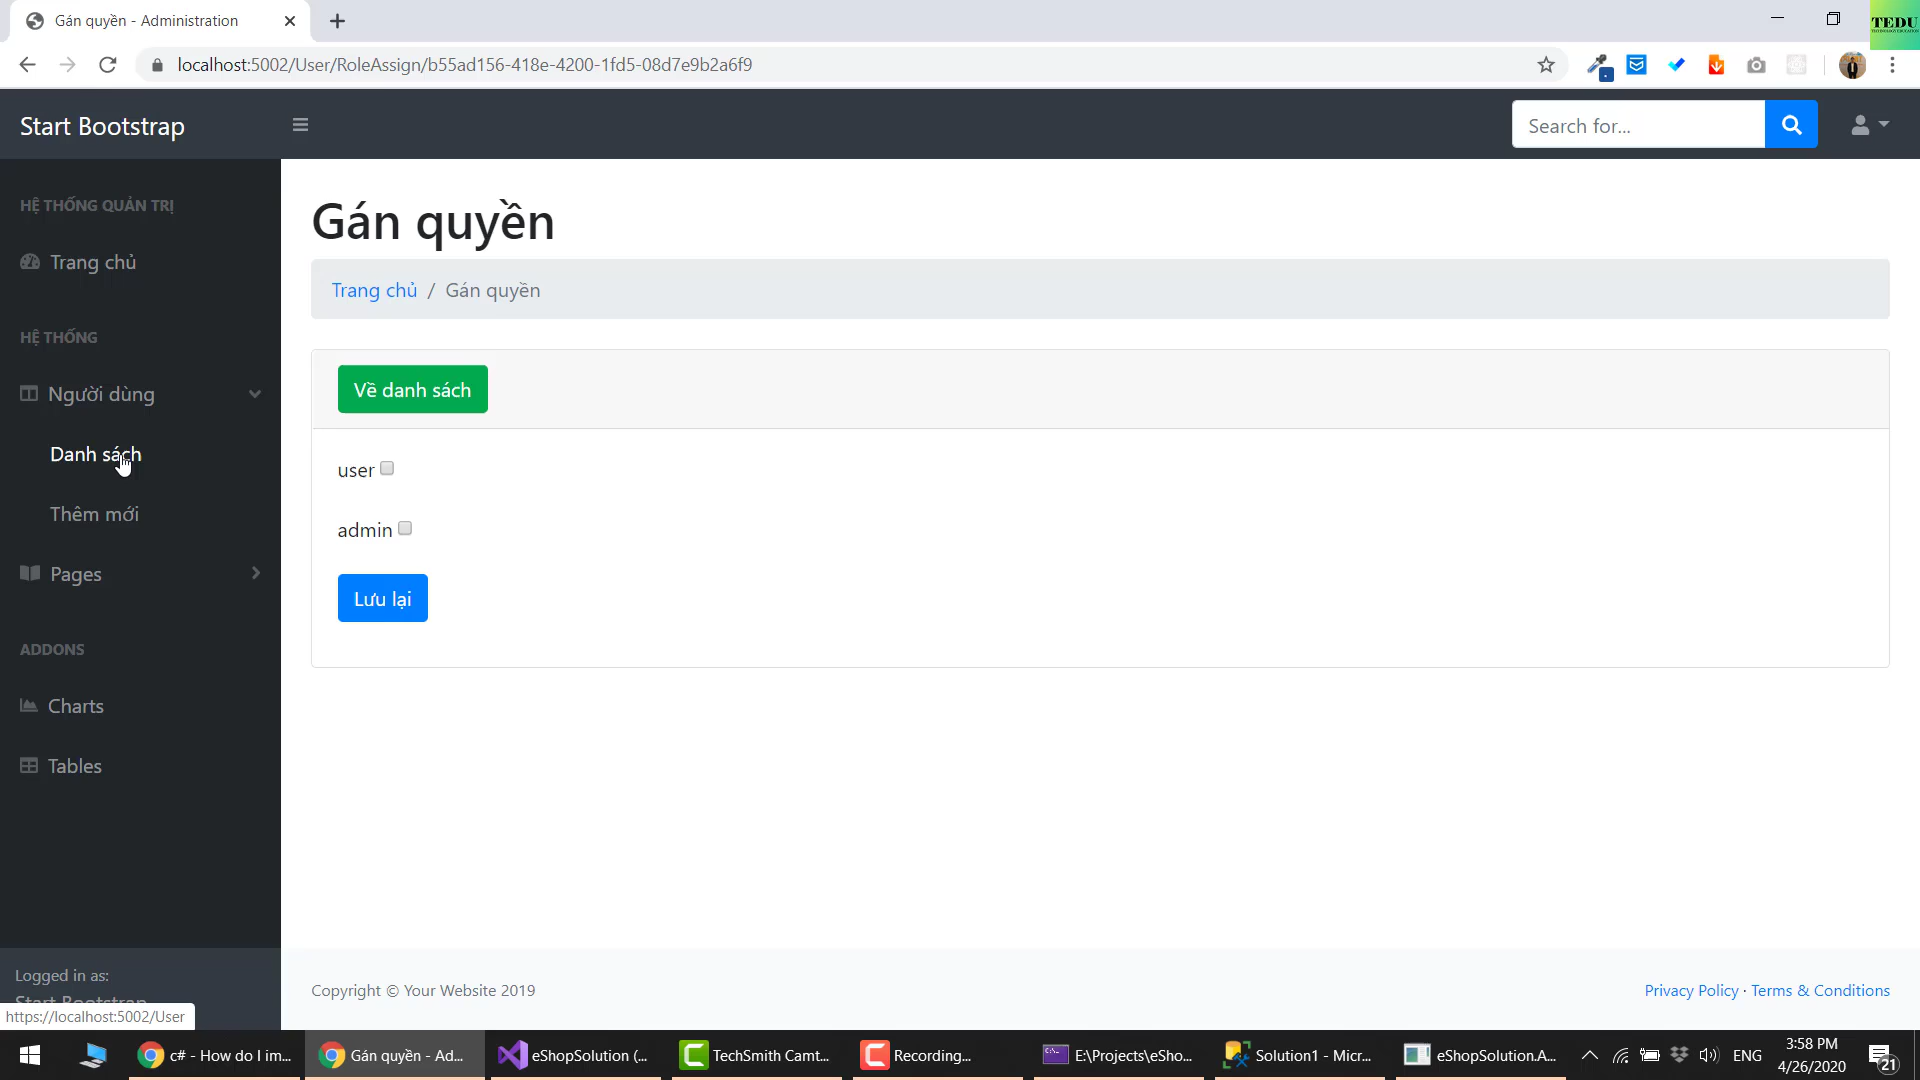 Gán quyền - Administration
TEDU
localhost:5002/User/RoleAssign/b55ad156-418e-4200-1fd5-08d7e9b2a6f9
Start Bootstrap
Search for...
HỆ THỐNG QUẢN TRỊ
Trang chủ
HỆ THỐNG
Người dùng
Danh sách
Thêm mới
Pages
ADDONS
Charts
Tables
Logged in as:
Start Bootstrap
https://localhost:5002/User
Gán quyền
Trang chủ / Gán quyền
Về danh sách
user
admin
Lưu lại
Copyright © Your Website 2019
Privacy Policy · Terms & Conditions
c# - How do I im...
Gán quyền - Ad...
eShopSolution (...
TechSmith Camt...
Recording...
E:\Projects\eSho...
Solution1 - Micr...
eShopSolution.A...
ENG
3:58 PM
4/26/2020
21